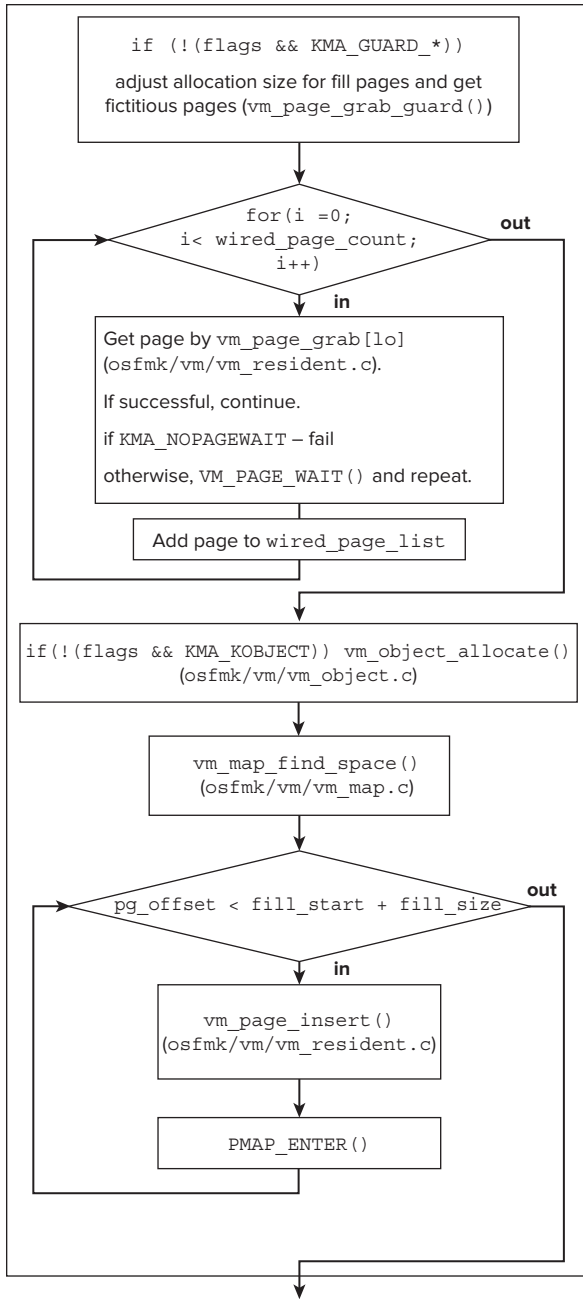 if (!(flags && KMA_GUARD_*))
adjust allocation size for fill pages and get
fictitious pages (vm_page_grab_guard())
for(i =0;
i< wired_page_count;
i++)
out
in
Get page by vm_page_grab[lo]
(osfmk/vm/vm_resident.c).
If successful, continue.
if KMA_NOPAGEWAIT – fail
otherwise, VM_PAGE_WAIT() and repeat.
Add page to wired_page_list
if(!(flags && KMA_KOBJECT)) vm_object_allocate()
(osfmk/vm/vm_object.c)
vm_map_find_space()
(osfmk/vm/vm_map.c)
pg_offset < fill_start + fill_size
out
in
vm_page_insert()
(osfmk/vm/vm_resident.c)
PMAP_ENTER()